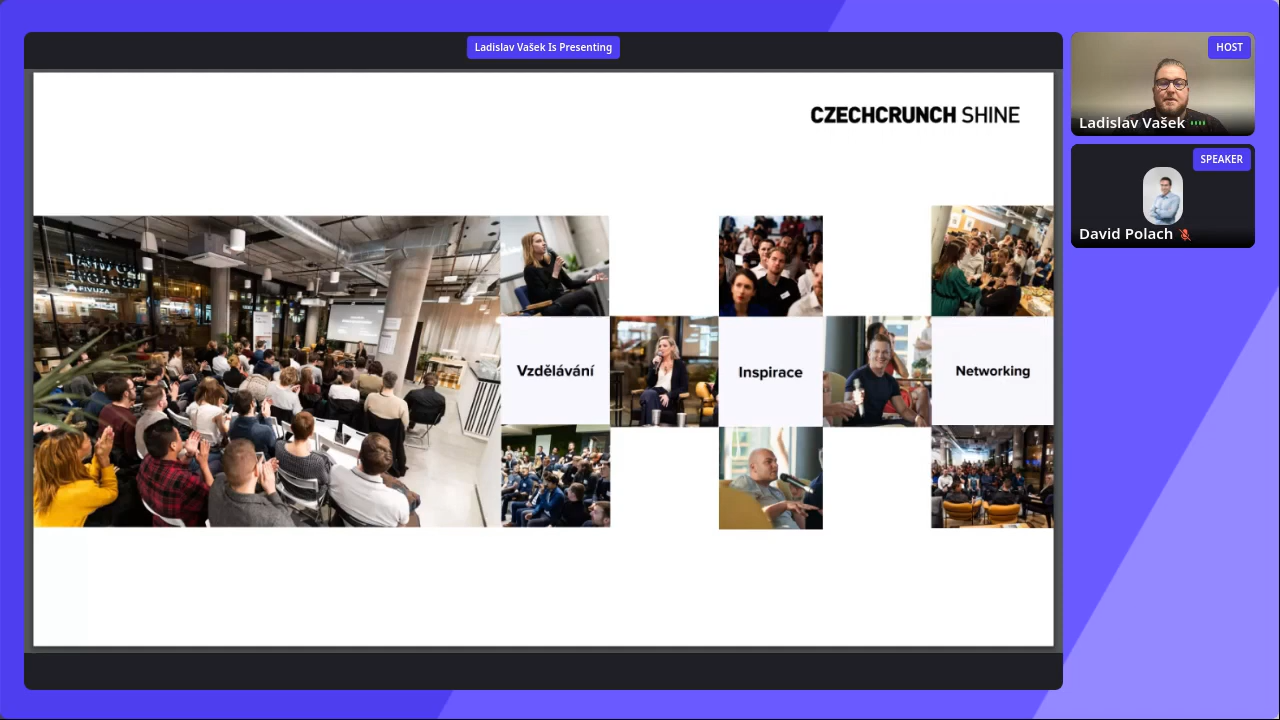 Ladislav Vašek Is Presenting
HOST
Ladislav Vašek
SPEAKER
David Polach
CZECHCRUNCH SHINE
Vzdělávání
Inspirace
Networking